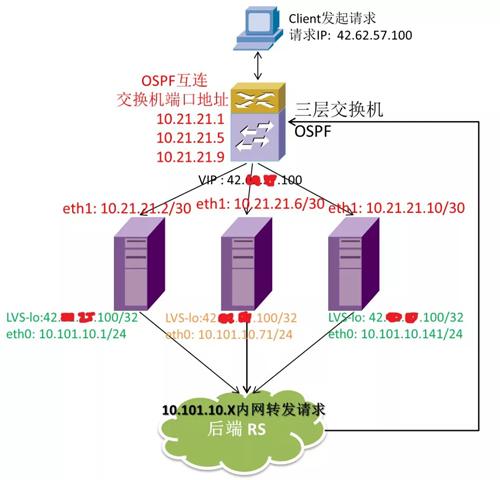 Client发起请求
请求IP: 42.62.57.100
OSPF互连
交换机端口地址
10.21.21.1
10.21.21.5
10.21.21.9
三层交换机
OSPF
VIP : 42. .100
eth1: 10.21.21.2/30
eth1: 10.21.21.6/30
eth1: 10.21.21.10/30
LVS-lo:42. .100/32
eth0: 10.101.10.1/24
LVS-lo:42. .100/32
eth0: 10.101.10.71/24
LVS-lo: 42. .100/32
eth0: 10.101.10.141/24
10.101.10.X内网转发请求
后端 RS